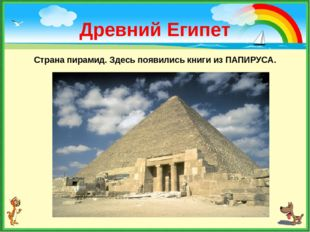 Древний Египет
Страна пирамид. Здесь появились книги из ПАПИРУСА.